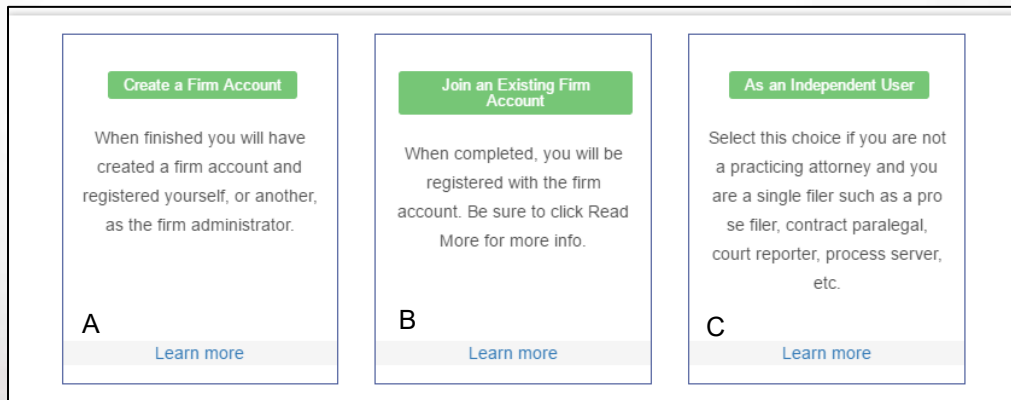 Create a Firm Account
When finished you will have
created a firm account and
registered yourself, or another,
as the firm administrator.
A
Learn more
Join an Existing Firm
Account
When completed, you will be
registered with the firm
account. Be sure to click Read
More for more info.
B
Learn more
As an Independent User
Select this choice if you are not
a practicing attorney and you
are a single filer such as a pro
se filer, contract paralegal,
court reporter, process server,
etc.
C
Learn more